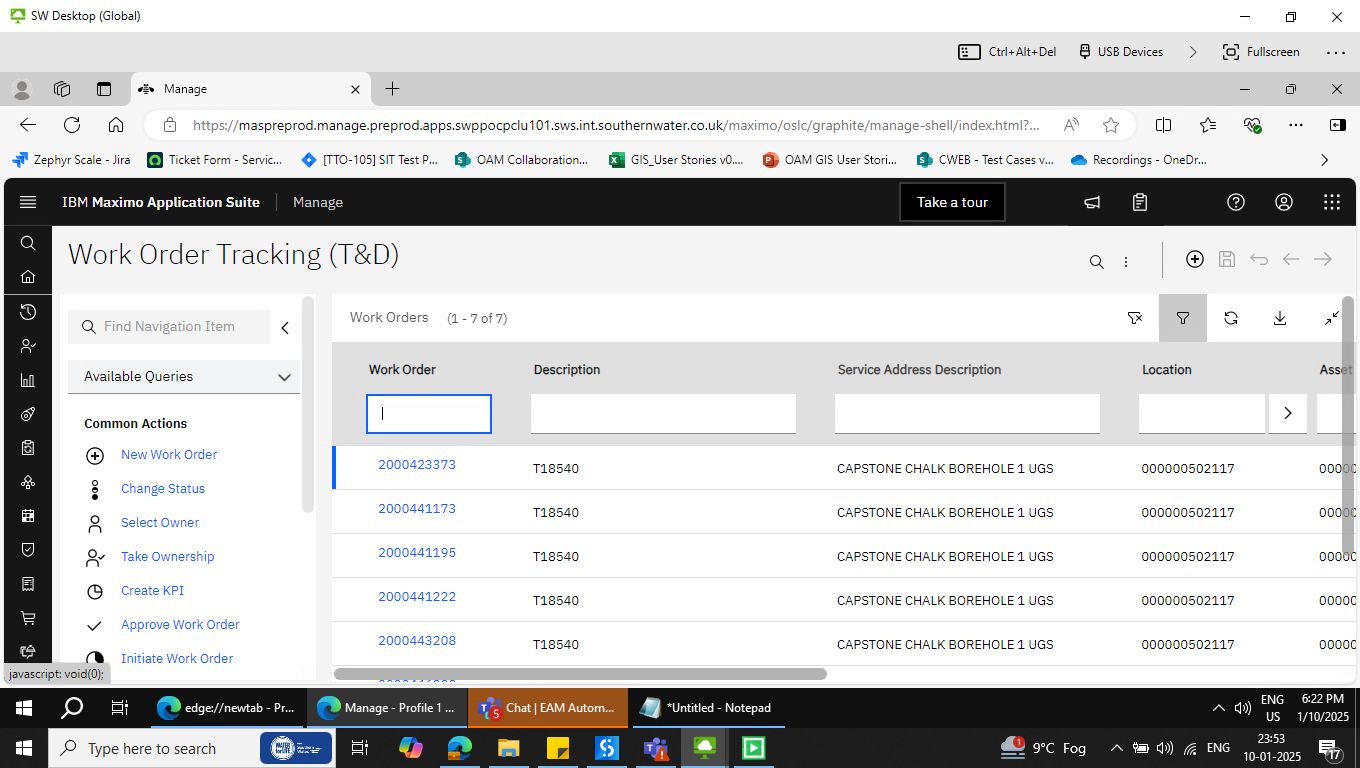 SW Desktop (Global)
Ctrl+Alt+Del
USB Devices
Fullscreen
Manage
https://maspreprod.manage.preprod.apps.swppocpclu101.sws.int.southernwater.co.uk/maximo/oslc/graphite/manage-shell/index.html?...
Zephyr Scale - Jira
Ticket Form - Servic...
[TTO-105] SIT Test P...
OAM Collaboration...
GIS_User Stories v0....
OAM GIS User Stori...
CWEB - Test Cases v...
Recordings - OneDr...
IBM Maximo Application Suite
Manage
Take a tour
Work Order Tracking (T&D)
Find Navigation Item
Available Queries
Common Actions
New Work Order
Change Status
Select Owner
Take Ownership
Create KPI
Approve Work Order
Initiate Work Order
javascript: void(0);
Work Orders (1 - 7 of 7)
Work Order Description Service Address Description Location Asset
2000423373 T18540 CAPSTONE CHALK BOREHOLE 1 UGS 000000502117
2000441173 T18540 CAPSTONE CHALK BOREHOLE 1 UGS 000000502117
2000441195 T18540 CAPSTONE CHALK BOREHOLE 1 UGS 000000502117
2000441222 T18540 CAPSTONE CHALK BOREHOLE 1 UGS 000000502117
2000443208 T18540 CAPSTONE CHALK BOREHOLE 1 UGS 000000502117
edge://newtab - Pr...
Manage - Profile 1 ...
5
Chat | EAM Autom...
*Untitled - Notepad
ENG
US
6:22 PM
1/10/2025
Type here to search
1
9°C Fog
ENG
23:53
10-01-2025
17